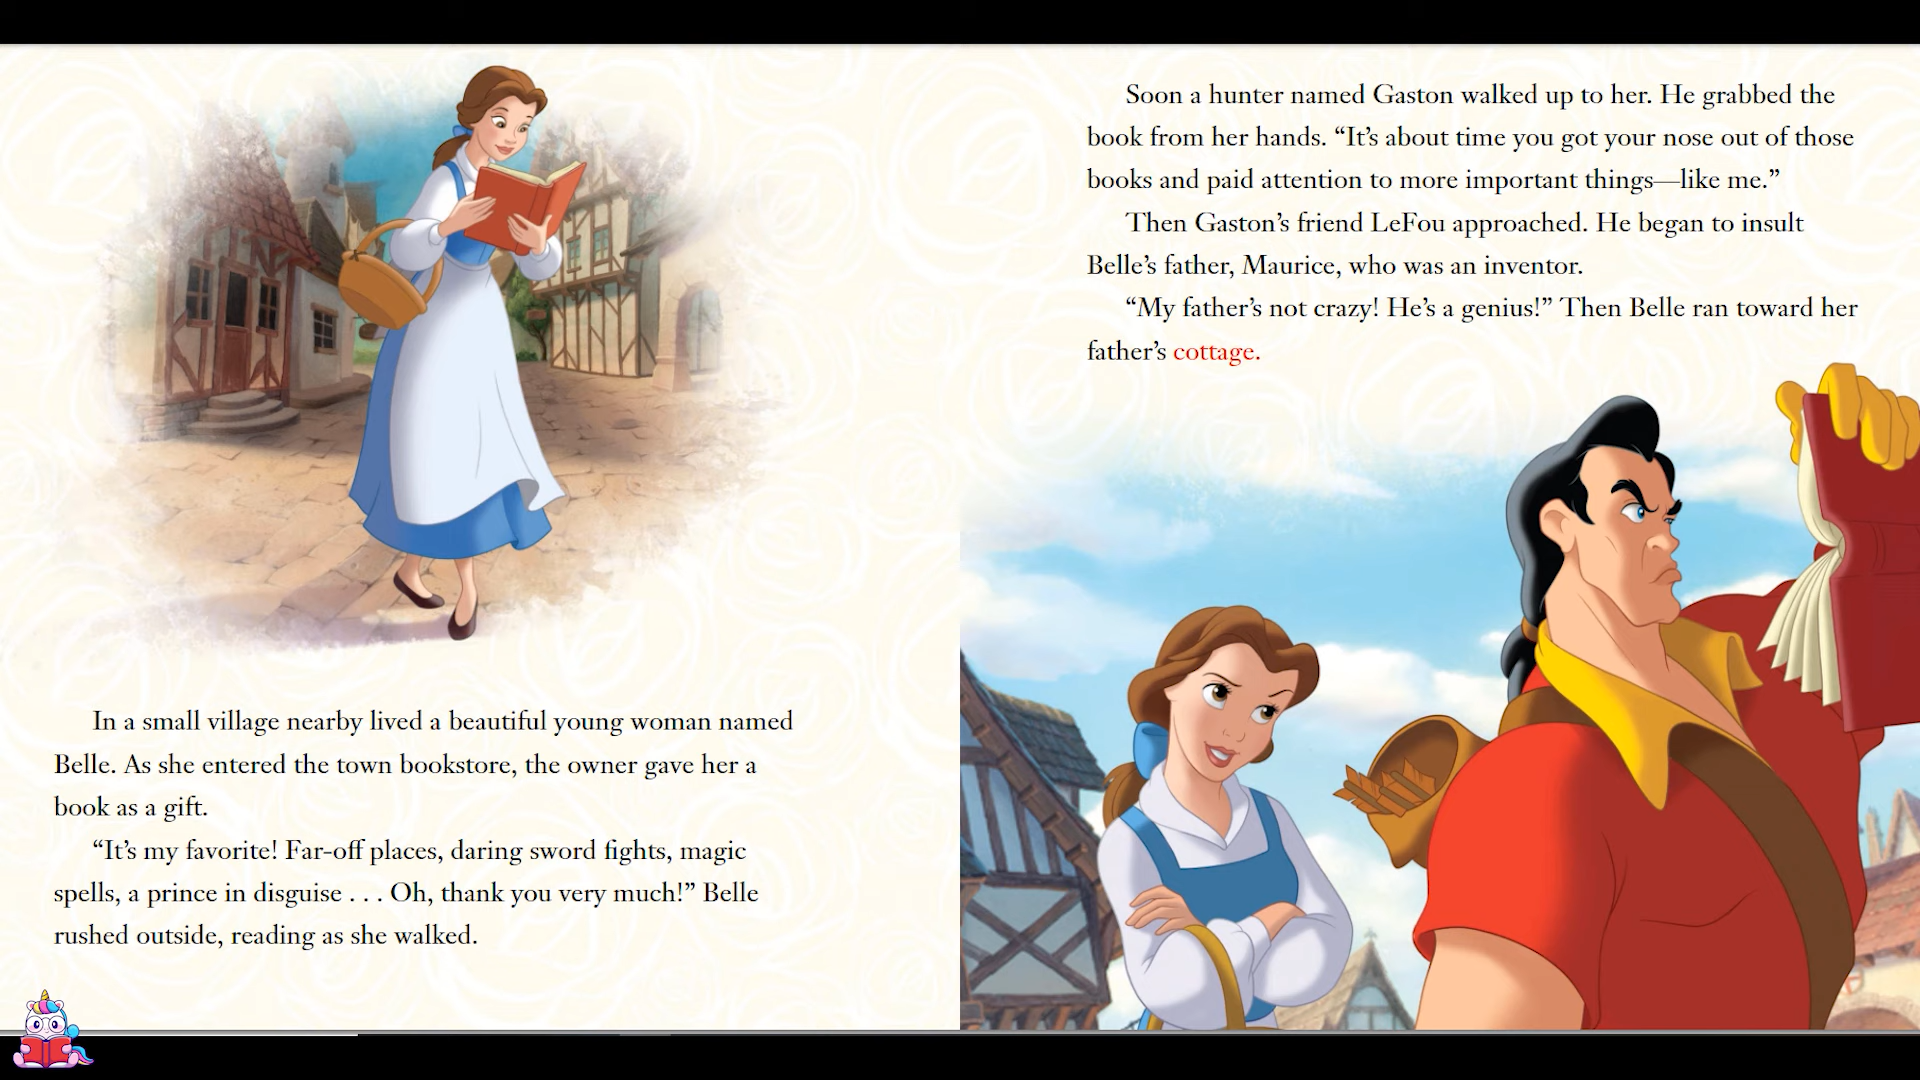 In a small village nearby lived a beautiful young woman named
Belle. As she entered the town bookstore, the owner gave her a
book as a gift.
“It’s my favorite! Far-off places, daring sword fights, magic
spells, a prince in disguise . . . Oh, thank you very much!” Belle
rushed outside, reading as she walked.
Soon a hunter named Gaston walked up to her. He grabbed the
book from her hands. “It’s about time you got your nose out of those
books and paid attention to more important things—like me.”
Then Gaston’s friend LeFou approached. He began to insult
Belle’s father, Maurice, who was an inventor.
“My father’s not crazy! He’s a genius!” Then Belle ran toward her
father’s cottage.